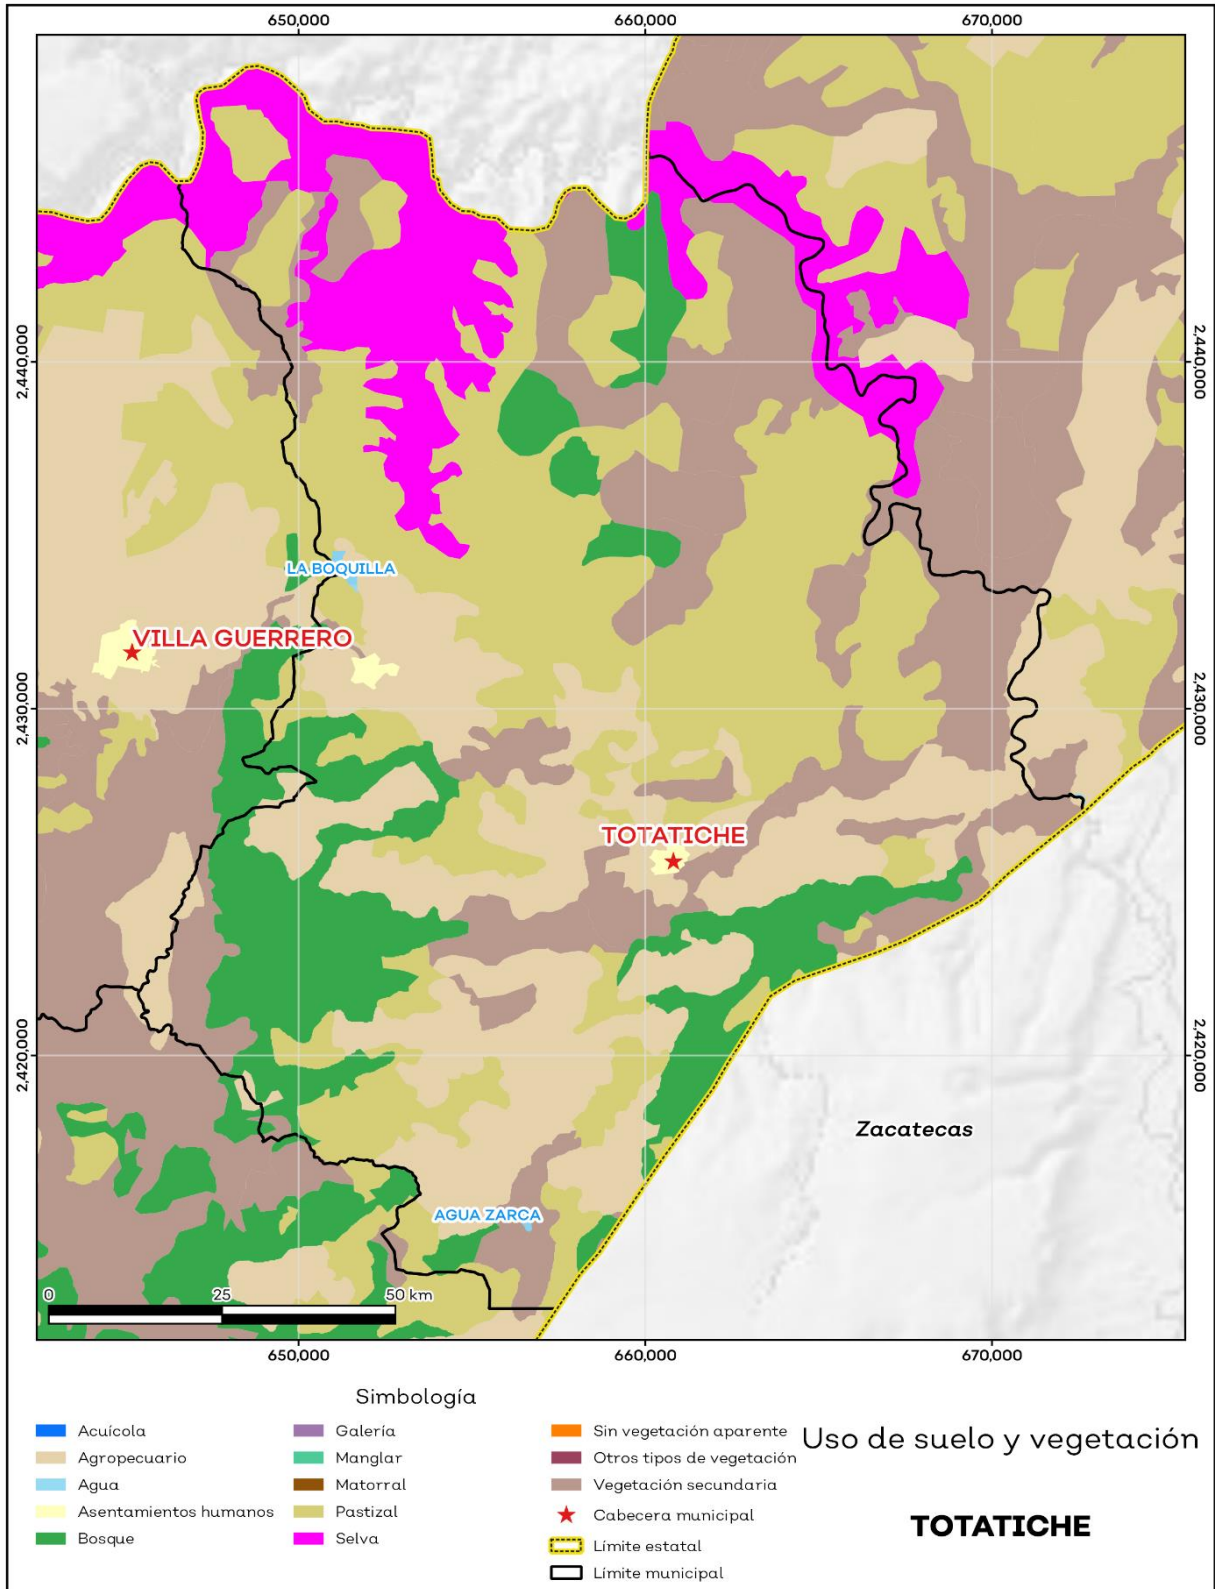 650,000
660,000
670,000
2,440,000
2,440,000
LA BOQUILLA
VILLA GUERRERO
2,430,000
2,430,000
TOTATICHE
2,420,000
2,420,000
Zacatecas
AGUA ZARCA
0
25
50 km
650,000
660,000
670,000
Simbología
Acuícola
Agropecuario
Agua
Asentamientos humanos
Bosque
Galería
Manglar
Matorral
Pastizal
Selva
Sin vegetación aparente
Otros tipos de vegetación
Vegetación secundaria
Cabecera municipal
Límite estatal
Límite municipal
Uso de suelo y vegetación
TOTATICHE